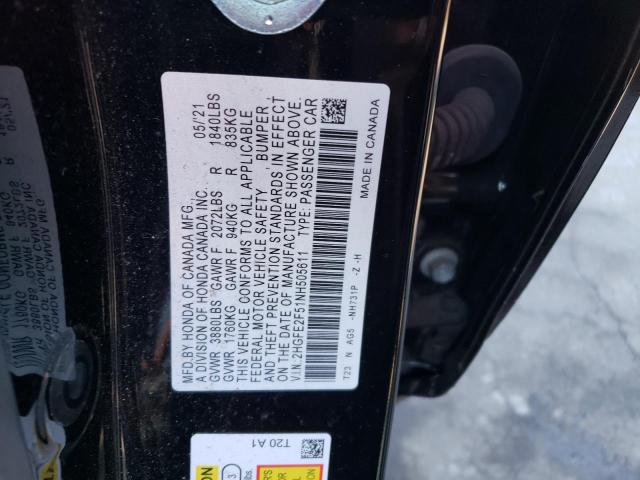 MFD.BY HONDA OF CANADA MFG. 05/21
A DIVISION OF HONDA CANADA INC.
GVWR 3880LBS GAWR F 2072LBS R 1840LBS
GVWR 1760KG GAWR F 940KG R 835KG
THIS VEHICLE CONFORMS TO ALL APPLICABLE
FEDERAL MOTOR VEHICLE SAFETY BUMPER,
AND THEFT PREVENTION STANDARDS IN EFFECT
ON THE DATE OF MANUFACTURE SHOWN ABOVE.
V.I.N.:2HGFE2F51NH505611 TYPE: PASSENGER CAR
T23 N AG5 -NH731P -Z -H MADE IN CANADA
T20 A1